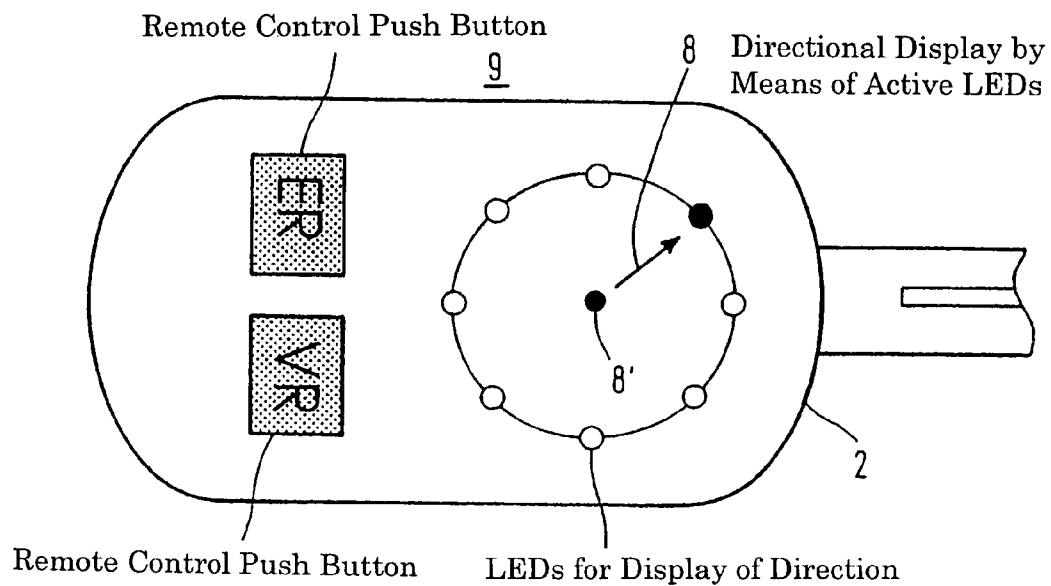 Remote Control Push Button
9
8
Directional Display by
Means of Active LEDs
ER
VR
8'
2
Remote Control Push Button
LEDs for Display of Direction